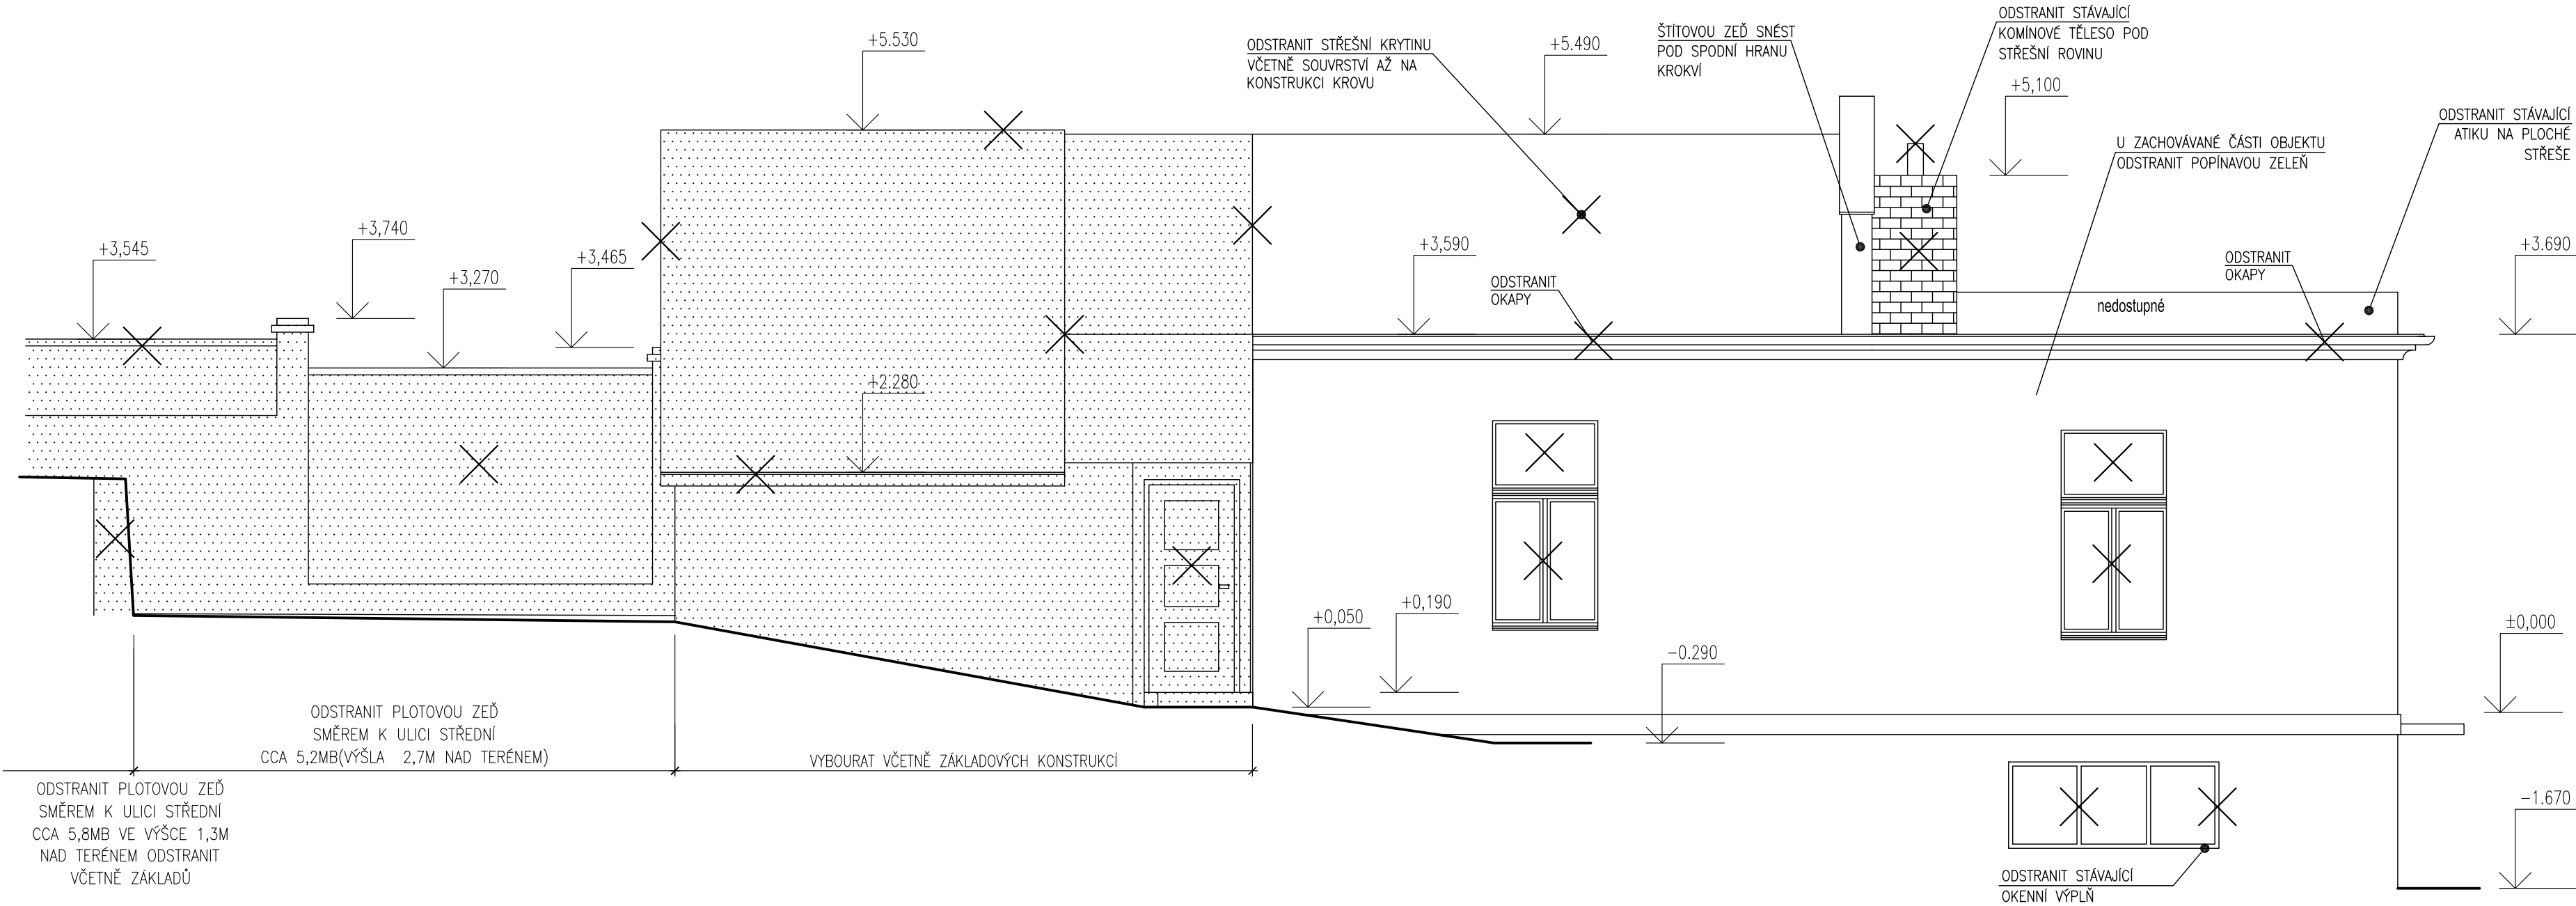 +5.530
ODSTRANIT STŘEŠNÍ KRYTINU
VČETNĚ SOUVRSTVÍ AŽ NA
KONSTRUKCI KROVU
+5.490
ŠTÍTOVOU ZEĎ SNÉST
POD SPODNÍ HRANU
KROKVÍ
ODSTRANIT STÁVAJÍCÍ
KOMÍNOVÉ TĚLESO POD
STŘEŠNÍ ROVINU
+5,100
ODSTRANIT STÁVAJÍCÍ
ATIKU NA PLOCHÉ
STŘEŠE
U ZACHOVÁVANÉ ČÁSTI OBJEKTU
ODSTRANIT POPÍNAVOU ZELEŇ
+3,545
+3,740
+3,270
+3,465
+3,590
ODSTRANIT
OKAPY
ODSTRANIT
OKAPY
nedostupné
+3.690
+2.280
+0,050
+0,190
-0.290
±0,000
-1.670
ODSTRANIT PLOTOVOU ZEĎ
SMĚREM K ULICI STŘEDNÍ
CCA 5,2MB(VÝŠLA 2,7M NAD TERÉNEM)
VYBOURAT VČETNĚ ZÁKLADOVÝCH KONSTRUKCÍ
ODSTRANIT PLOTOVOU ZEĎ
SMĚREM K ULICI STŘEDNÍ
CCA 5,8MB VE VÝŠCE 1,3M
NAD TERÉNEM ODSTRANIT
VČETNĚ ZÁKLADŮ
ODSTRANIT STÁVAJÍCÍ
OKENNÍ VÝPLŇ